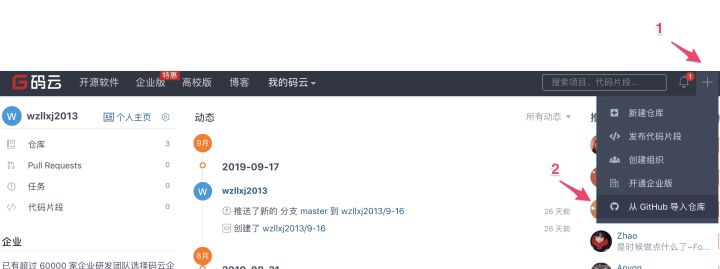 1
特惠
G码云 开源软件 企业版 高校版 博客 我的码云
搜索项目、代码片段...
1
wzllxj2013 个人主页
W
仓库 3
Pull Requests 0
任务 0
代码片段 0
企业
已有超过 60000 家企业研发团队选择码云企
动态 所有动态
9月
2019-09-17
W
wzllxj2013
推送了新的 分支 master 到 wzllxj2013/9-16 26 天前
创建了 wzllxj2013/9-16 26 天前
8月
2019-08-31
新建仓库
发布代码片段
创建组织
开通企业版
2
从 GitHub 导入仓库
Zhao
是时候做点什么了~Fo...
Anyon